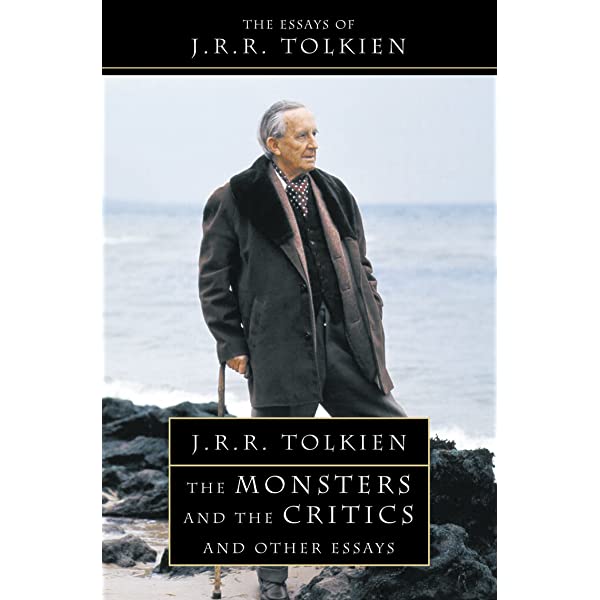 THE ESSAYS OF
J.R.R. TOLKIEN
J.R.R. TOLKIEN
THE MONSTERS
AND THE CRITICS
AND OTHER ESSAYS